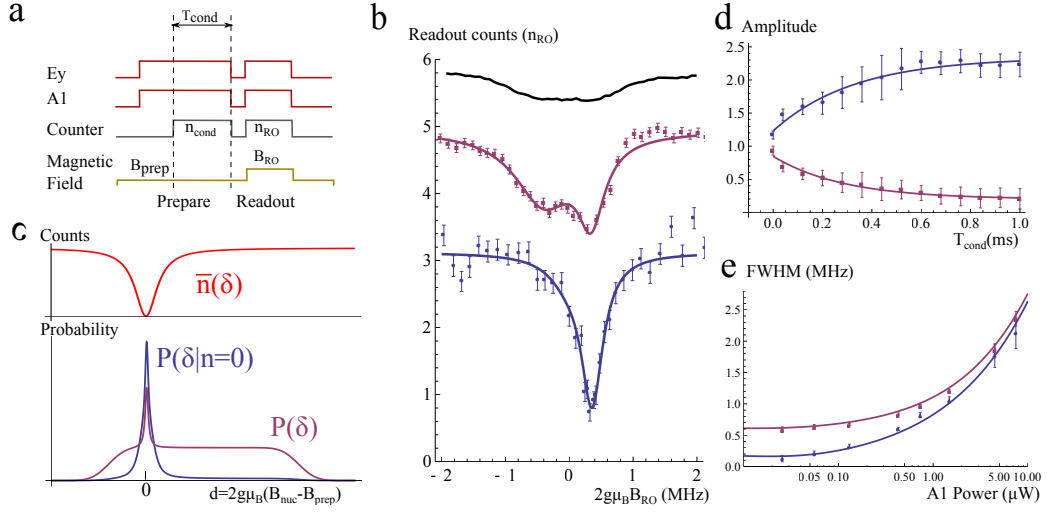 a
T_cond
Ey
A1
Counter
n_cond
n_RO
Magnetic
Field
B_prep
B_RO
Prepare
Readout
b
Readout counts (n_RO)
6
5
4
3
2
1
0
- 2
- 1
0
1
2
2gμ_BB_RO (MHz)
c
Counts
n̅(δ)
Probability
P(δ|n=0)
P(δ)
0
d=2gμ_B(B_nuc-B_prep)
d
Amplitude
2.5
2.0
1.5
1.0
0.5
0.0
0.2
0.4
0.6
0.8
1.0
T_cond(ms)
e
FWHM (MHz)
2.5
2.0
1.5
1.0
0.5
0.0
0.05
0.10
0.50
1.00
5.00
10.00
A1 Power (μW)